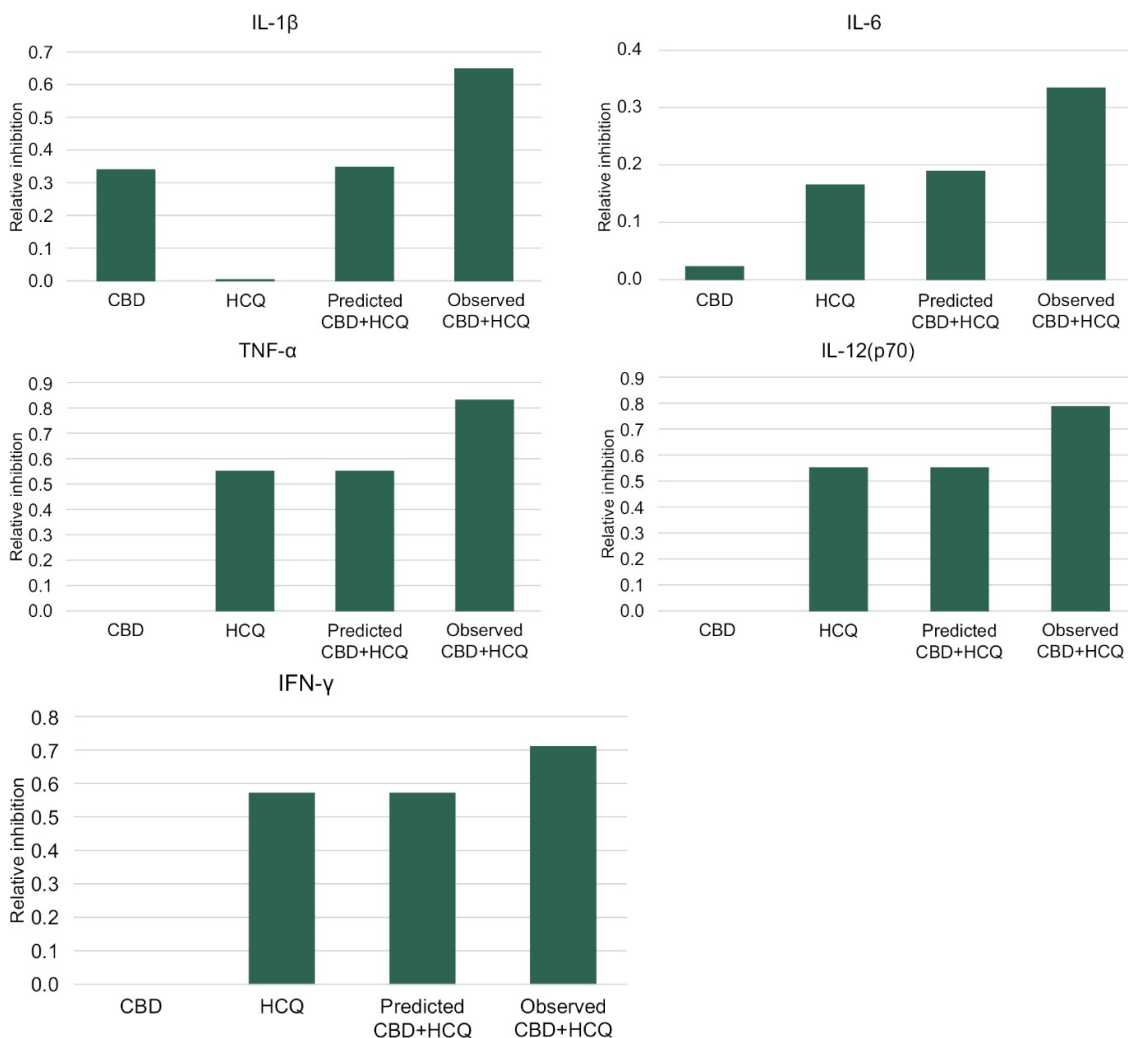 IL-1β
Relative inhibition
0.7
0.6
0.5
0.4
0.3
0.2
0.1
0.0
CBD
HCQ
Predicted
CBD+HCQ
Observed
CBD+HCQ
IL-6
Relative inhibition
0.4
0.3
0.2
0.1
0.0
CBD
HCQ
Predicted
CBD+HCQ
Observed
CBD+HCQ
TNF-α
Relative inhibition
0.9
0.8
0.7
0.6
0.5
0.4
0.3
0.2
0.1
0.0
CBD
HCQ
Predicted
CBD+HCQ
Observed
CBD+HCQ
IL-12(p70)
Relative inhibition
0.9
0.8
0.7
0.6
0.5
0.4
0.3
0.2
0.1
0.0
CBD
HCQ
Predicted
CBD+HCQ
Observed
CBD+HCQ
IFN-γ
Relative inhibition
0.8
0.7
0.6
0.5
0.4
0.3
0.2
0.1
0.0
CBD
HCQ
Predicted
CBD+HCQ
Observed
CBD+HCQ